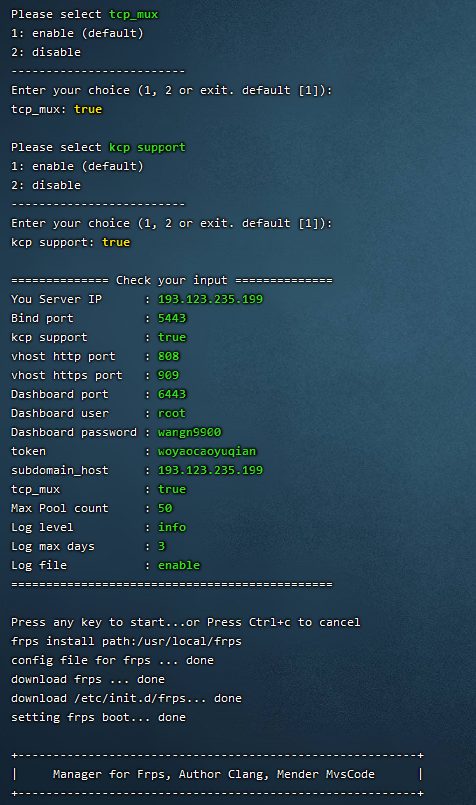 Please select tcp_mux
1: enable (default)
2: disable
-------------------------
Enter your choice (1, 2 or exit. default [1]):
tcp_mux: true
Please select kcp support
1: enable (default)
2: disable
-------------------------
Enter your choice (1, 2 or exit. default [1]):
kcp support: true
============== Check your input ==============
You Server IP      : 193.123.235.199
Bind port          : 5443
kcp support        : true
vhost http port    : 808
vhost https port   : 909
Dashboard port     : 6443
Dashboard user     : root
Dashboard password : wangn9900
token              : woyaocaoyuqian
subdomain_host     : 193.123.235.199
tcp_mux            : true
Max Pool count     : 50
Log level          : info
Log max days       : 3
Log file           : enable
==============================================
Press any key to start...or Press Ctrl+c to cancel
frps install path:/usr/local/frps
config file for frps ... done
download frps ... done
download /etc/init.d/frps... done
setting frps boot... done
+---------------------------------------------------------+
|     Manager for Frps, Author Clang, Mender MvsCode      |
+---------------------------------------------------------+